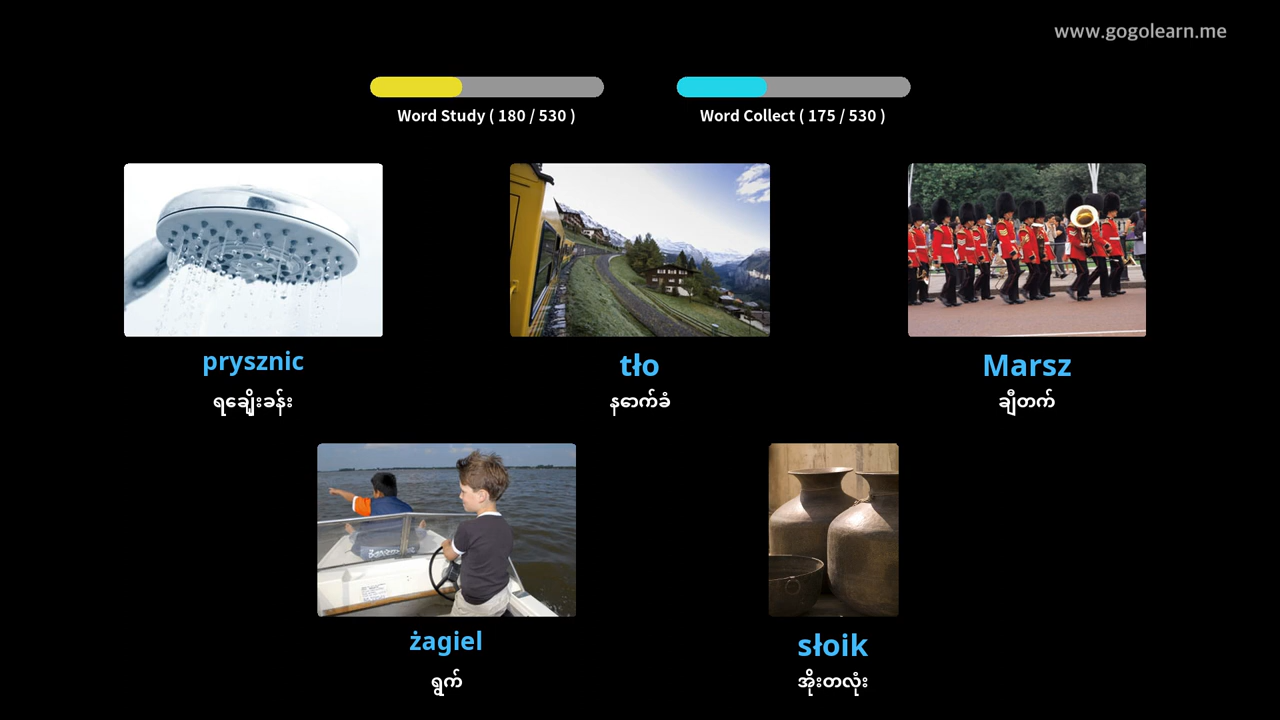 www.gogolearn.me
Word Study ( 180 / 530 )
Word Collect ( 175 / 530 )
prysznic
ရေချိုးခန်း
tło
နောက်ခံ
Marsz
ချီတက်
żagiel
ရွက်
słoik
အိုးတလုံး